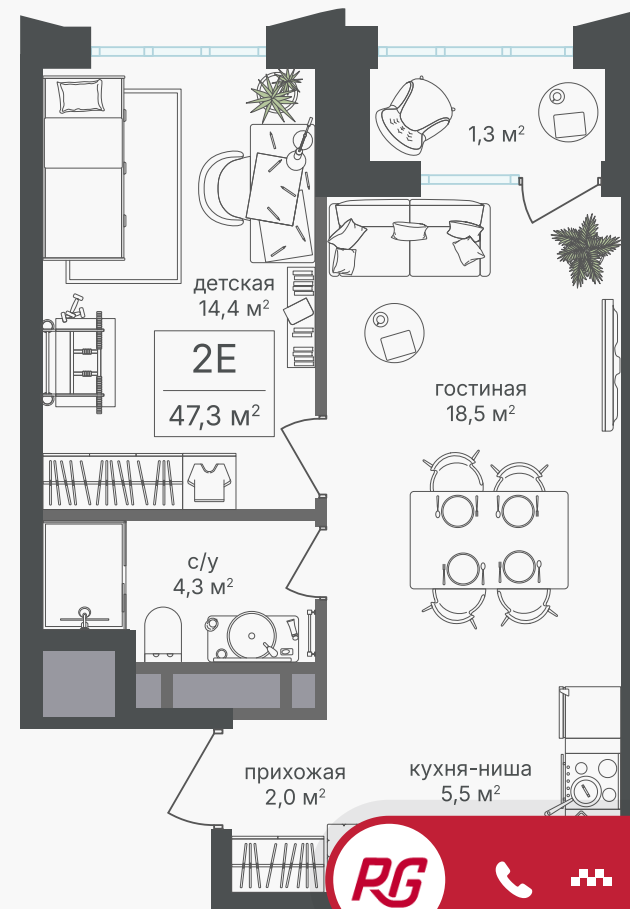 1,3 м²
детская
14,4 м²
2Е
47,3 м²
гостиная
18,5 м²
с/у
4,3 м²
прихожая
2,0 м²
кухня-ниша
5,5 м²
RG